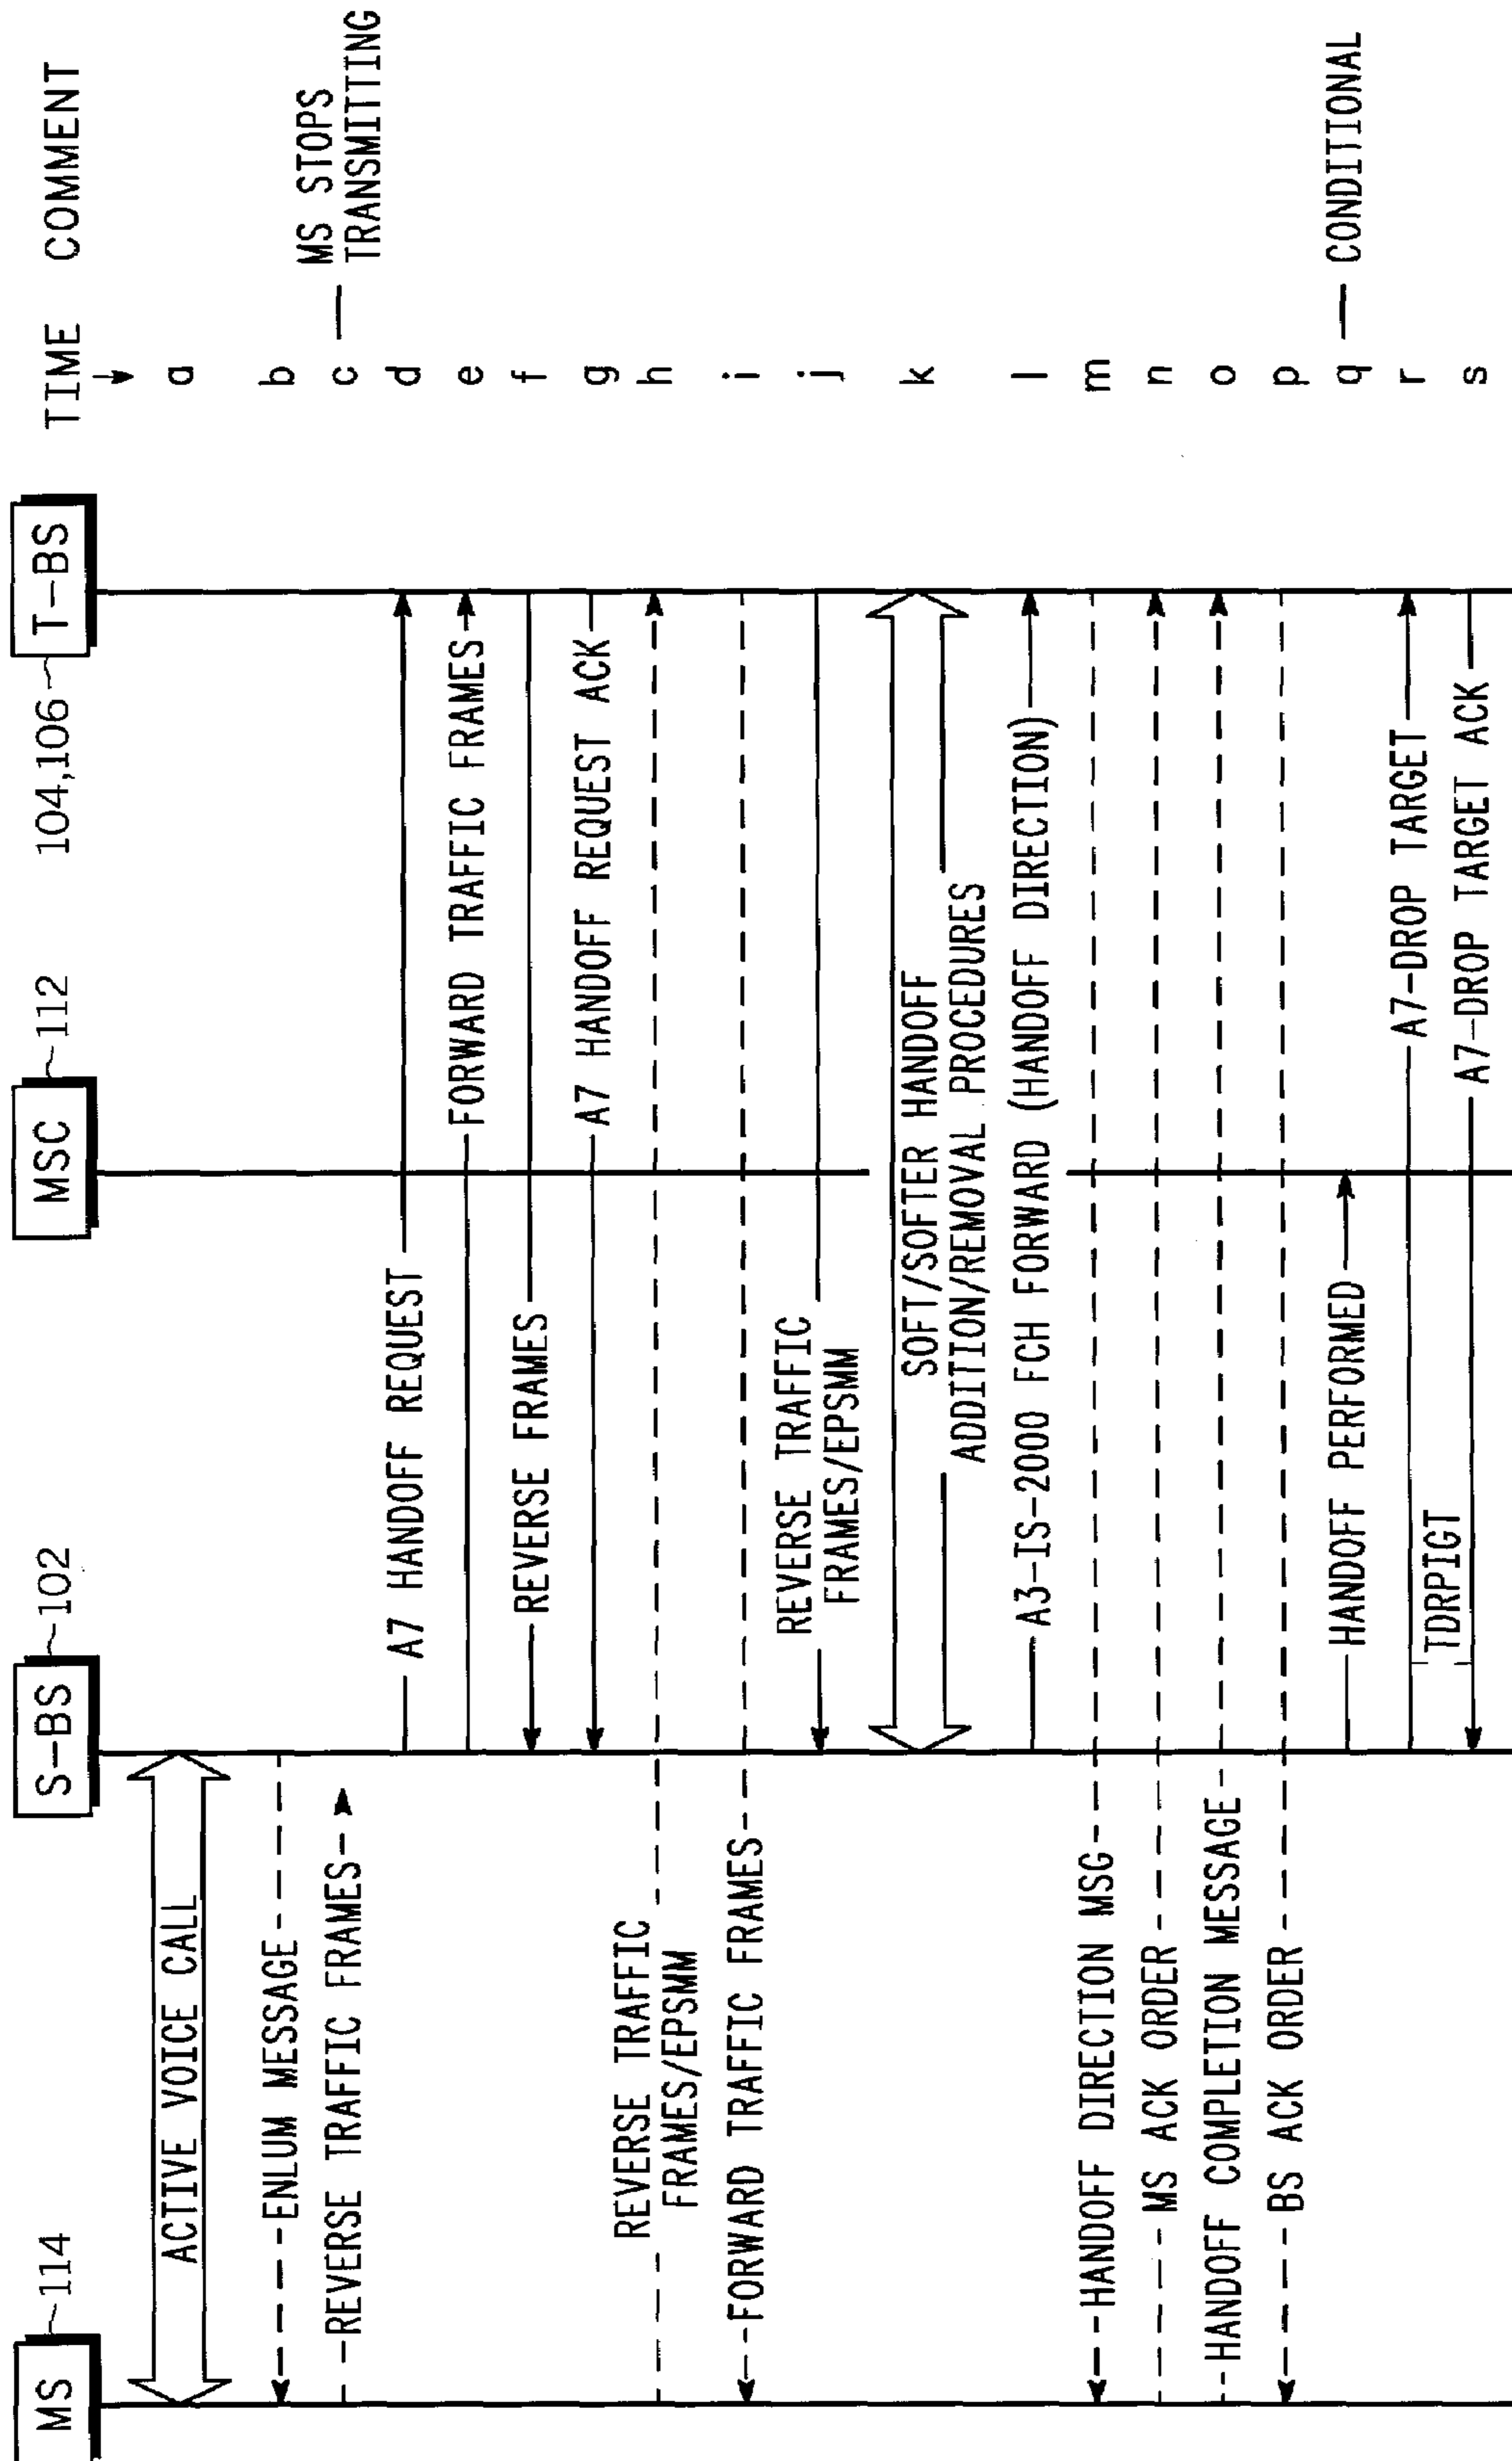 MS
114
S-BS
102
MSC
112
T-BS
104,106
TIME
COMMENT
ACTIVE VOICE CALL
a
ENLUM MESSAGE
b
REVERSE TRAFFIC FRAMES
c
MS STOPS
TRANSMITTING
A7 HANDOFF REQUEST
d
FORWARD TRAFFIC FRAMES
e
REVERSE FRAMES
f
A7 HANDOFF REQUEST ACK
g
REVERSE TRAFFIC
FRAMES/EPSMM
h
FORWARD TRAFFIC FRAMES
i
REVERSE TRAFFIC
FRAMES/EPSMM
j
SOFT/SOFTER HANDOFF
ADDITION/REMOVAL PROCEDURES
k
A3-IS-2000 FCH FORWARD (HANDOFF DIRECTION)
l
HANDOFF DIRECTION MSG
m
MS ACK ORDER
n
HANDOFF COMPLETION MESSAGE
o
BS ACK ORDER
p
HANDOFF PERFORMED
q
CONDITIONAL
A7-DROP TARGET
r
TDRPIGT
A7-DROP TARGET ACK
s